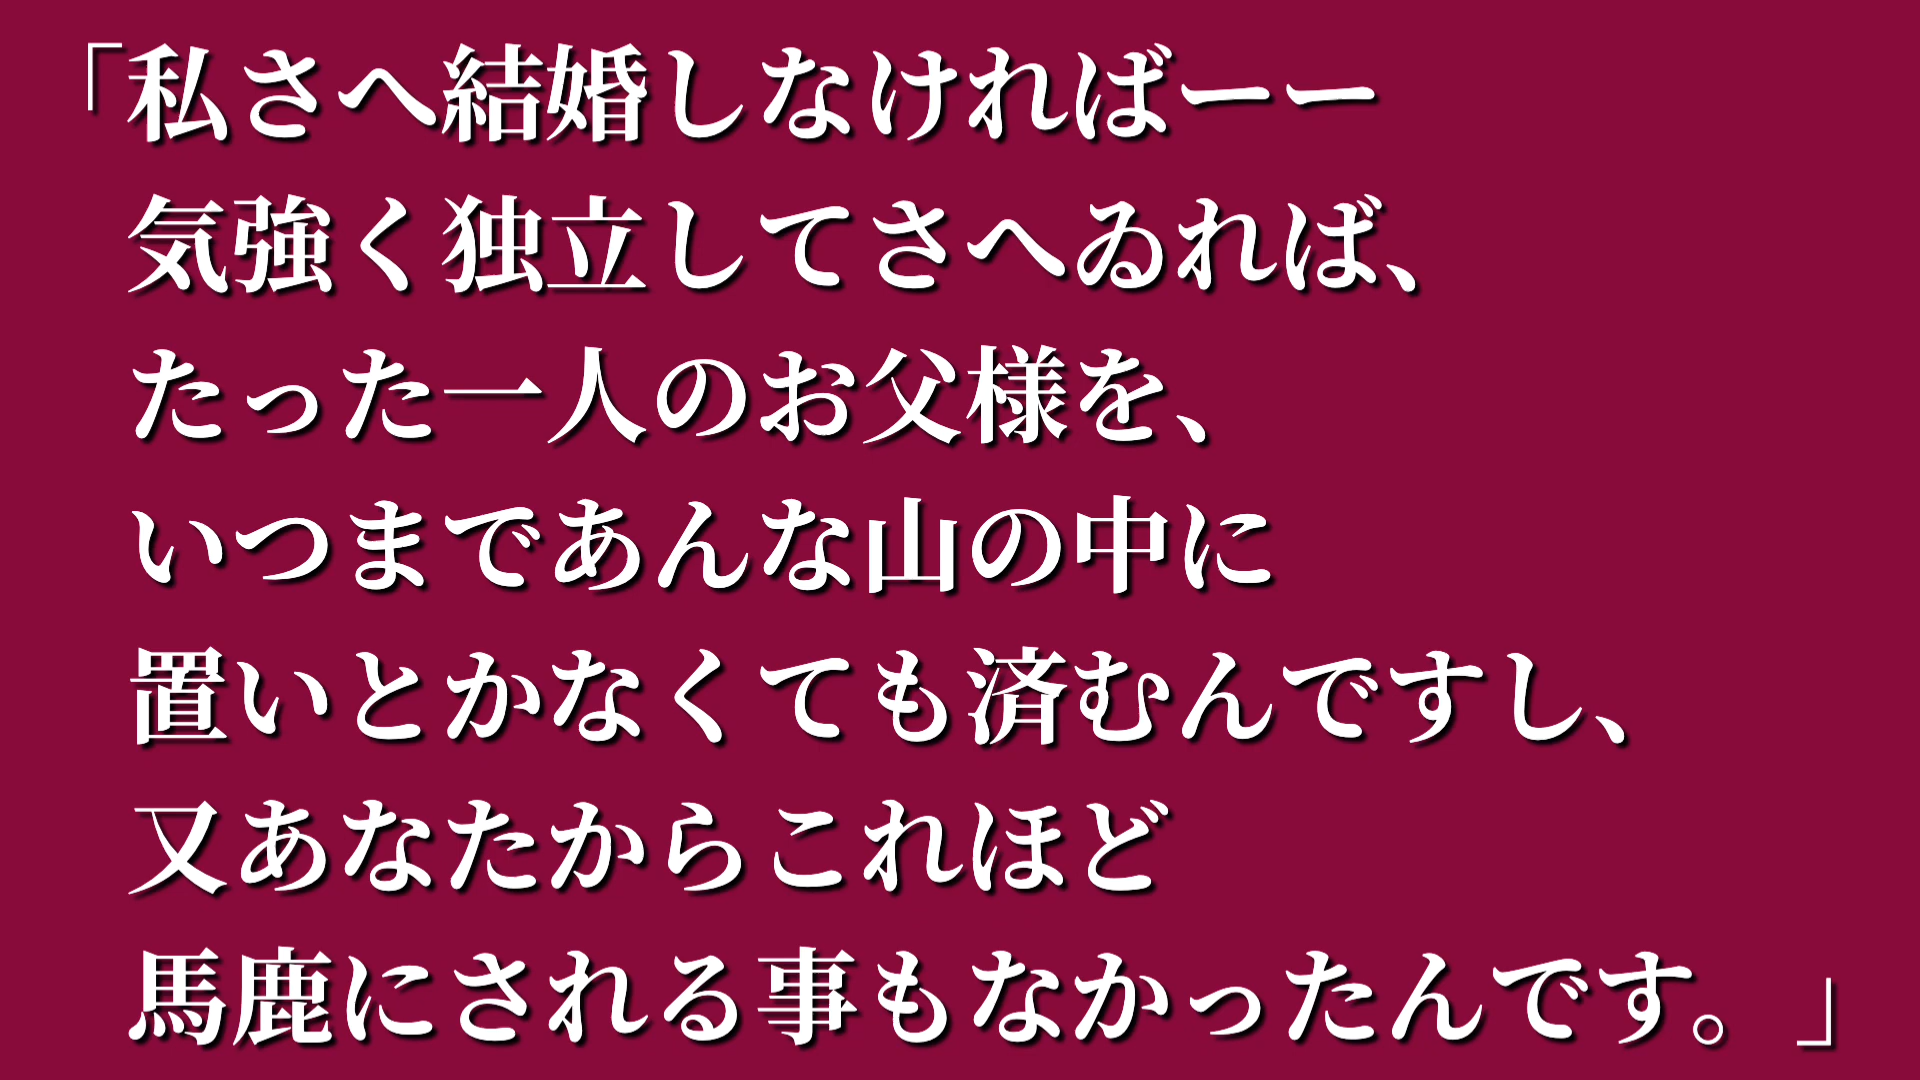 「私さへ結婚しなければーー
気強く独立してさへゐれば、
たった一人のお父様を、
いつまであんな山の中に
置いとかなくても済むんですし、
又あなたからこれほど
馬鹿にされる事もなかったんです。」